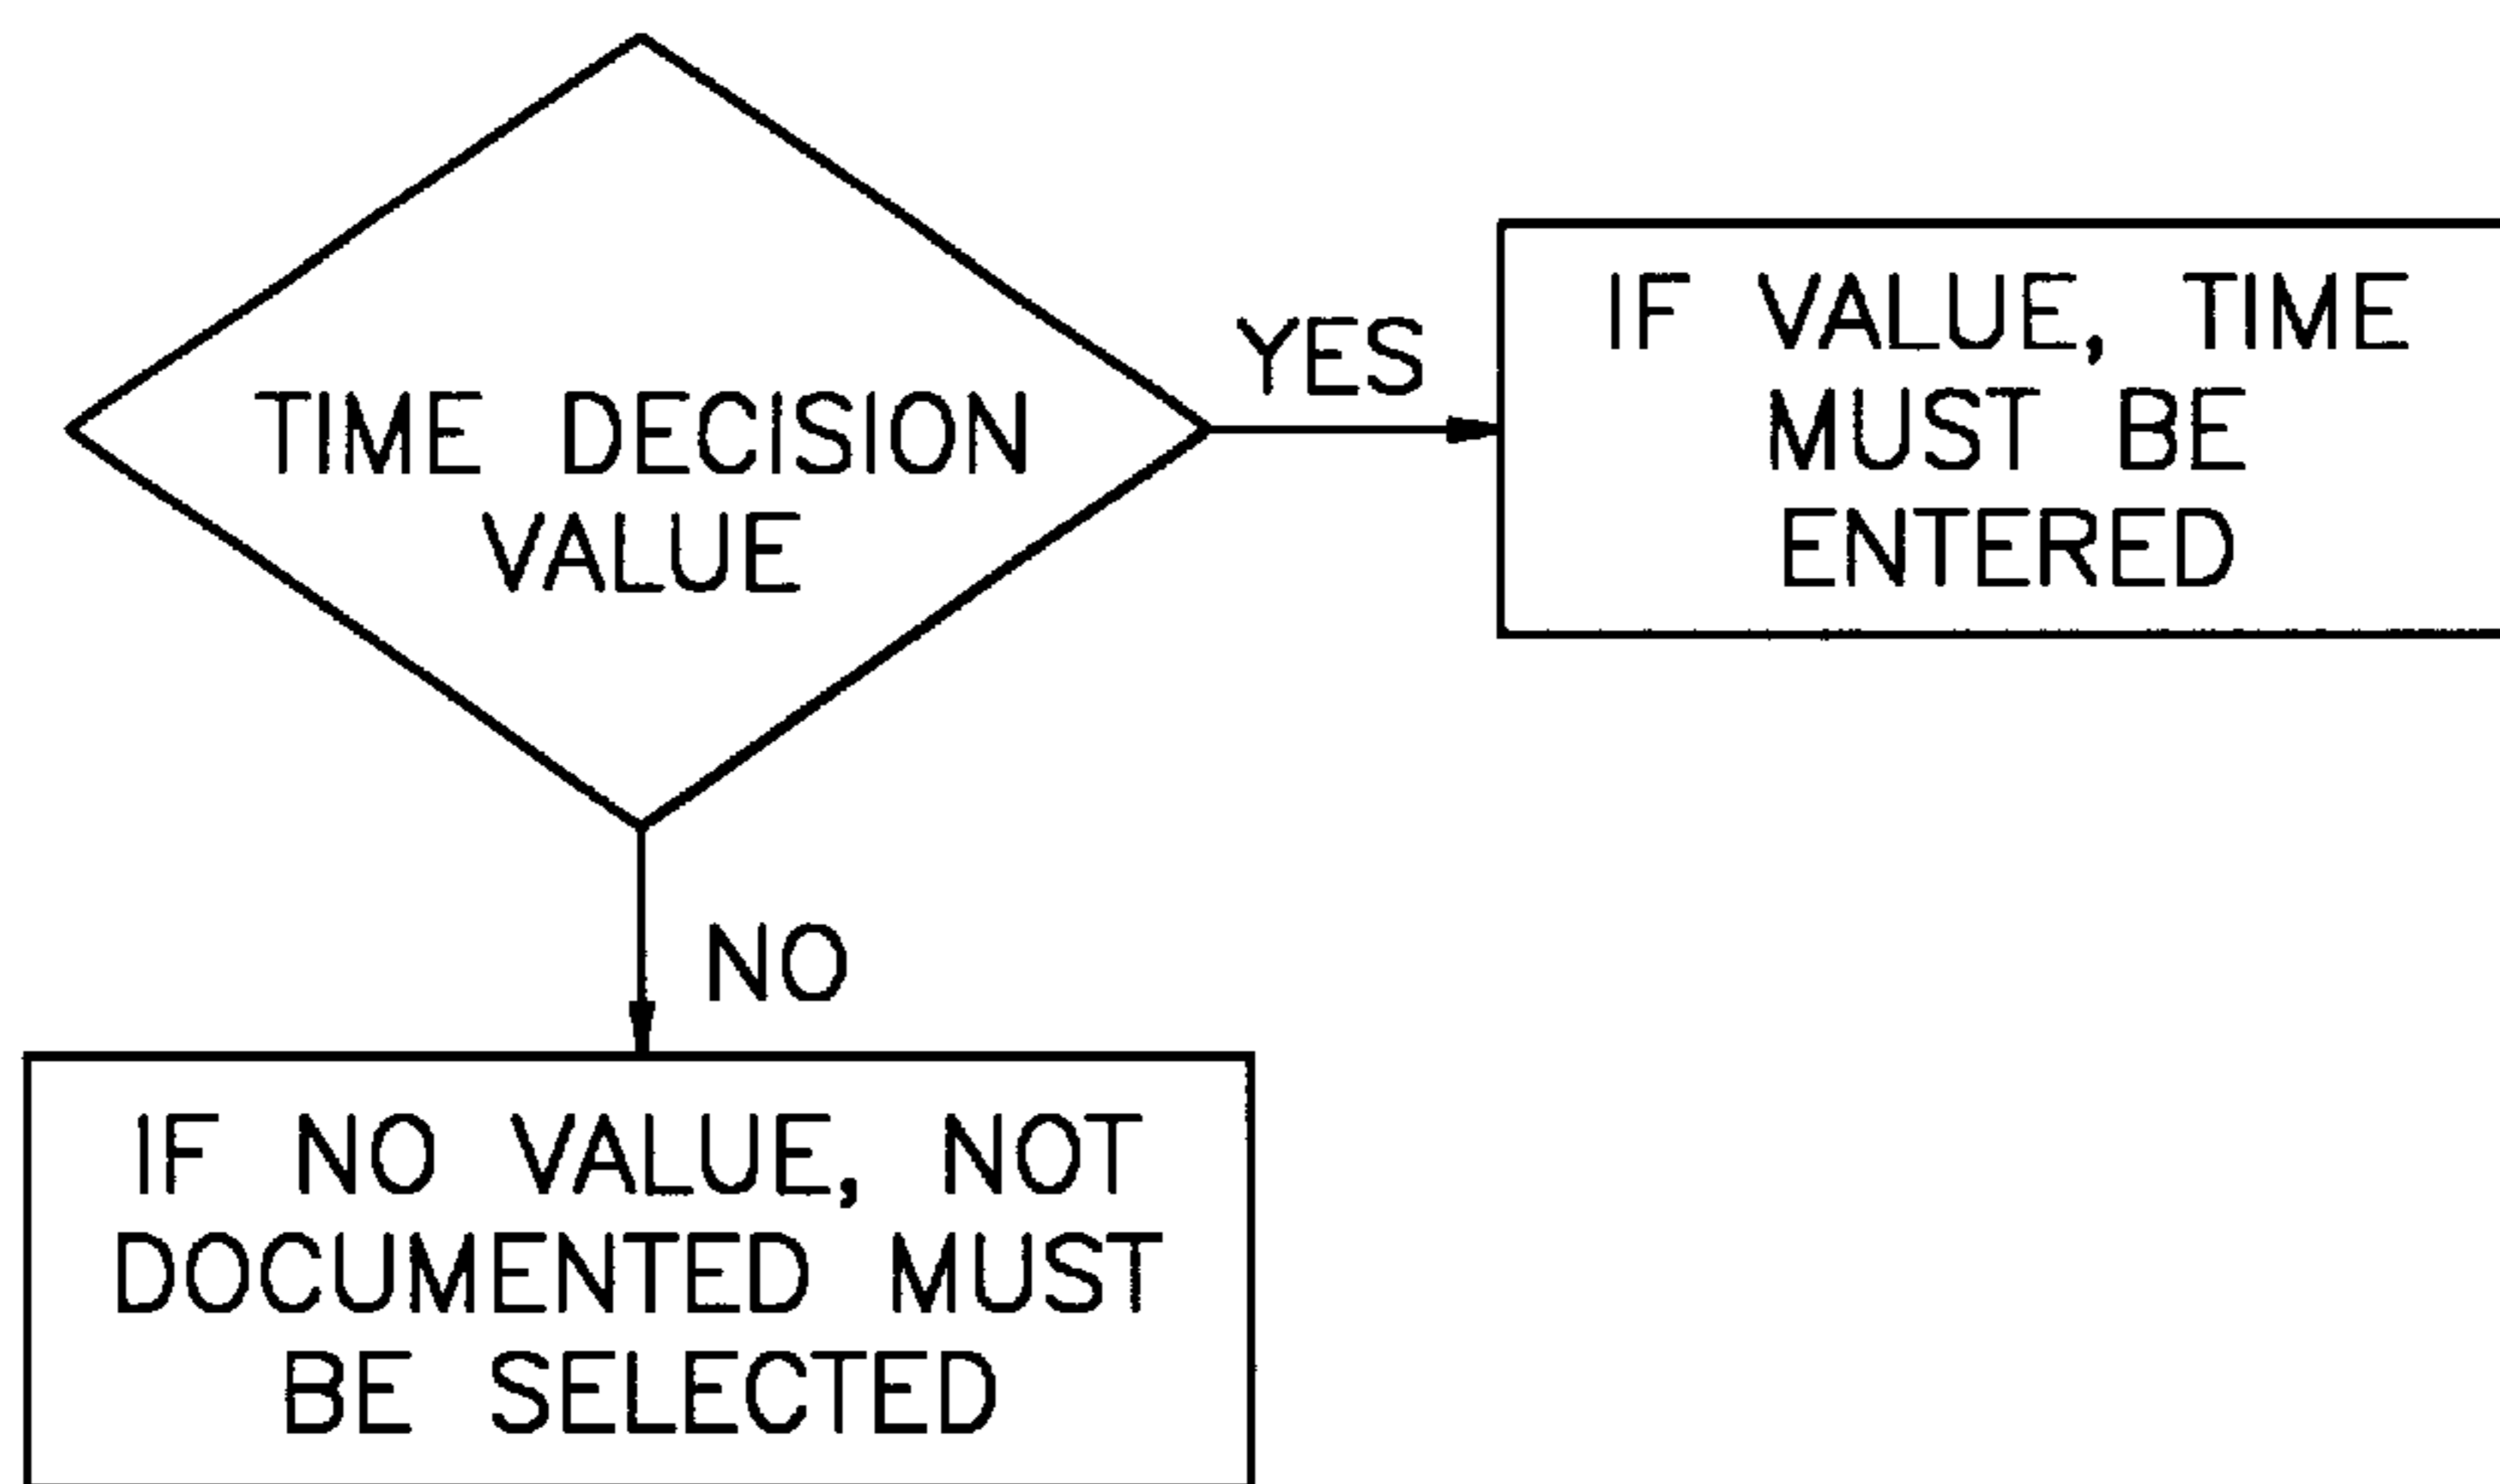 TIME DECISION
VALUE
YES
IF VALUE, TIME
MUST BE
ENTERED
NO
IF NO VALUE, NOT
DOCUMENTED MUST
BE SELECTED